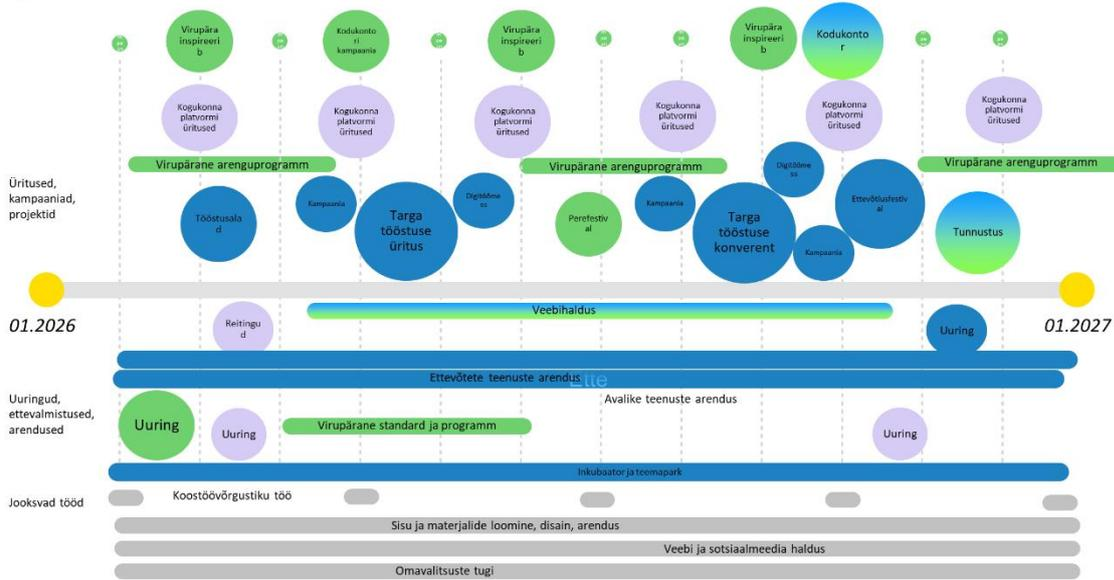 Virupära
inspireeri
b
Kodukonto
ri
kampaania
Virupära
inspireeri
b
Virupära
inspireeri
b
Kodukonto
r
Kogukonna
platvormi
üritused
Kogukonna
platvormi
üritused
Kogukonna
platvormi
üritused
Kogukonna
platvormi
üritused
Kogukonna
platvormi
üritused
Kogukonna
platvormi
üritused
Virupärane arenguprogramm
Virupärane arenguprogramm
Virupärane arenguprogramm
Üritused,
kampaaniad,
projektid
Tööstusala
d
Kampaania
Targa
tööstuse
üritus
Digitööme
ss
Perefestiv
al
Kampaania
Targa
tööstuse
konverent
Digitööme
ss
Kampaania
Ettevõtlusfestiv
al
Tunnustus
01.2026
01.2027
Veebihaldus
Reitingu
d
Uuring
Ettevõtete teenuste arendus
Ette
Avalike teenuste arendus
Uuringud,
ettevalmistused,
arendused
Uuring
Uuring
Virupärane standard ja programm
Uuring
Inkubaator ja teemapark
Jooksvad tööd
Koostöövõrgustiku töö
Sisu ja materjalide loomine, disain, arendus
Veebi ja sotsiaalmeedia haldus
Omavalitsuste tugi